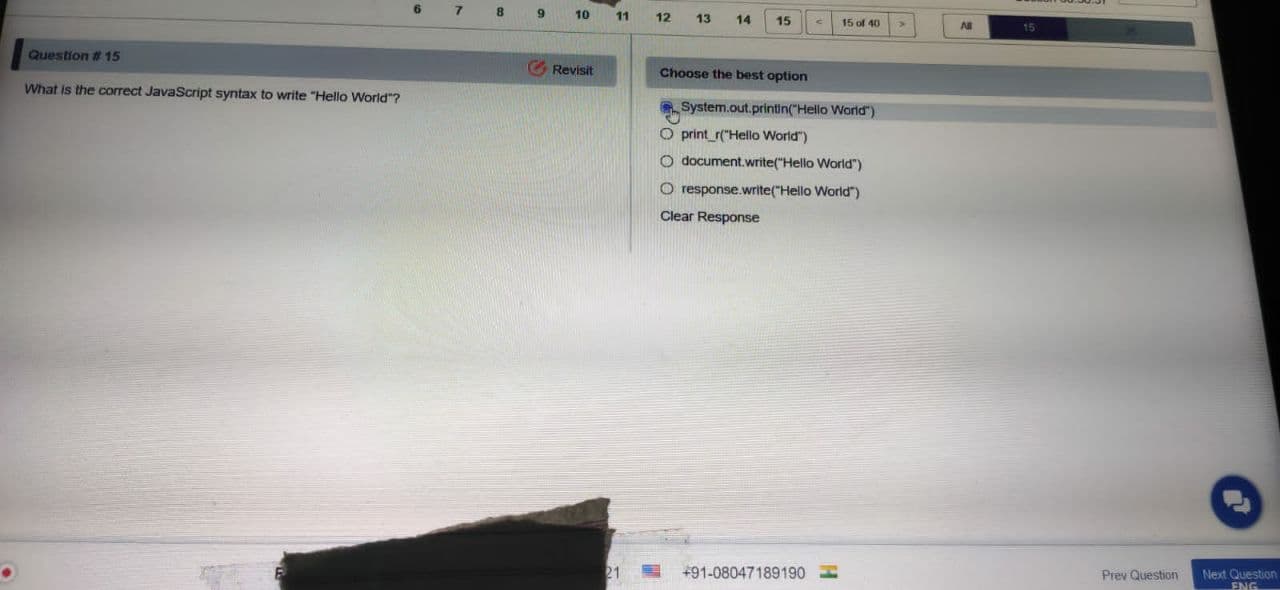 6 7 8 9 10 11 12 13 14 15 < 15 of 40 > All 15
Question # 15
Revisit
What is the correct JavaScript syntax to write "Hello World"?
Choose the best option
System.out.println("Hello World")
print_r("Hello World")
document.write("Hello World")
response.write("Hello World")
Clear Response
21 +91-08047189190
Prev Question
Next Question
ENG